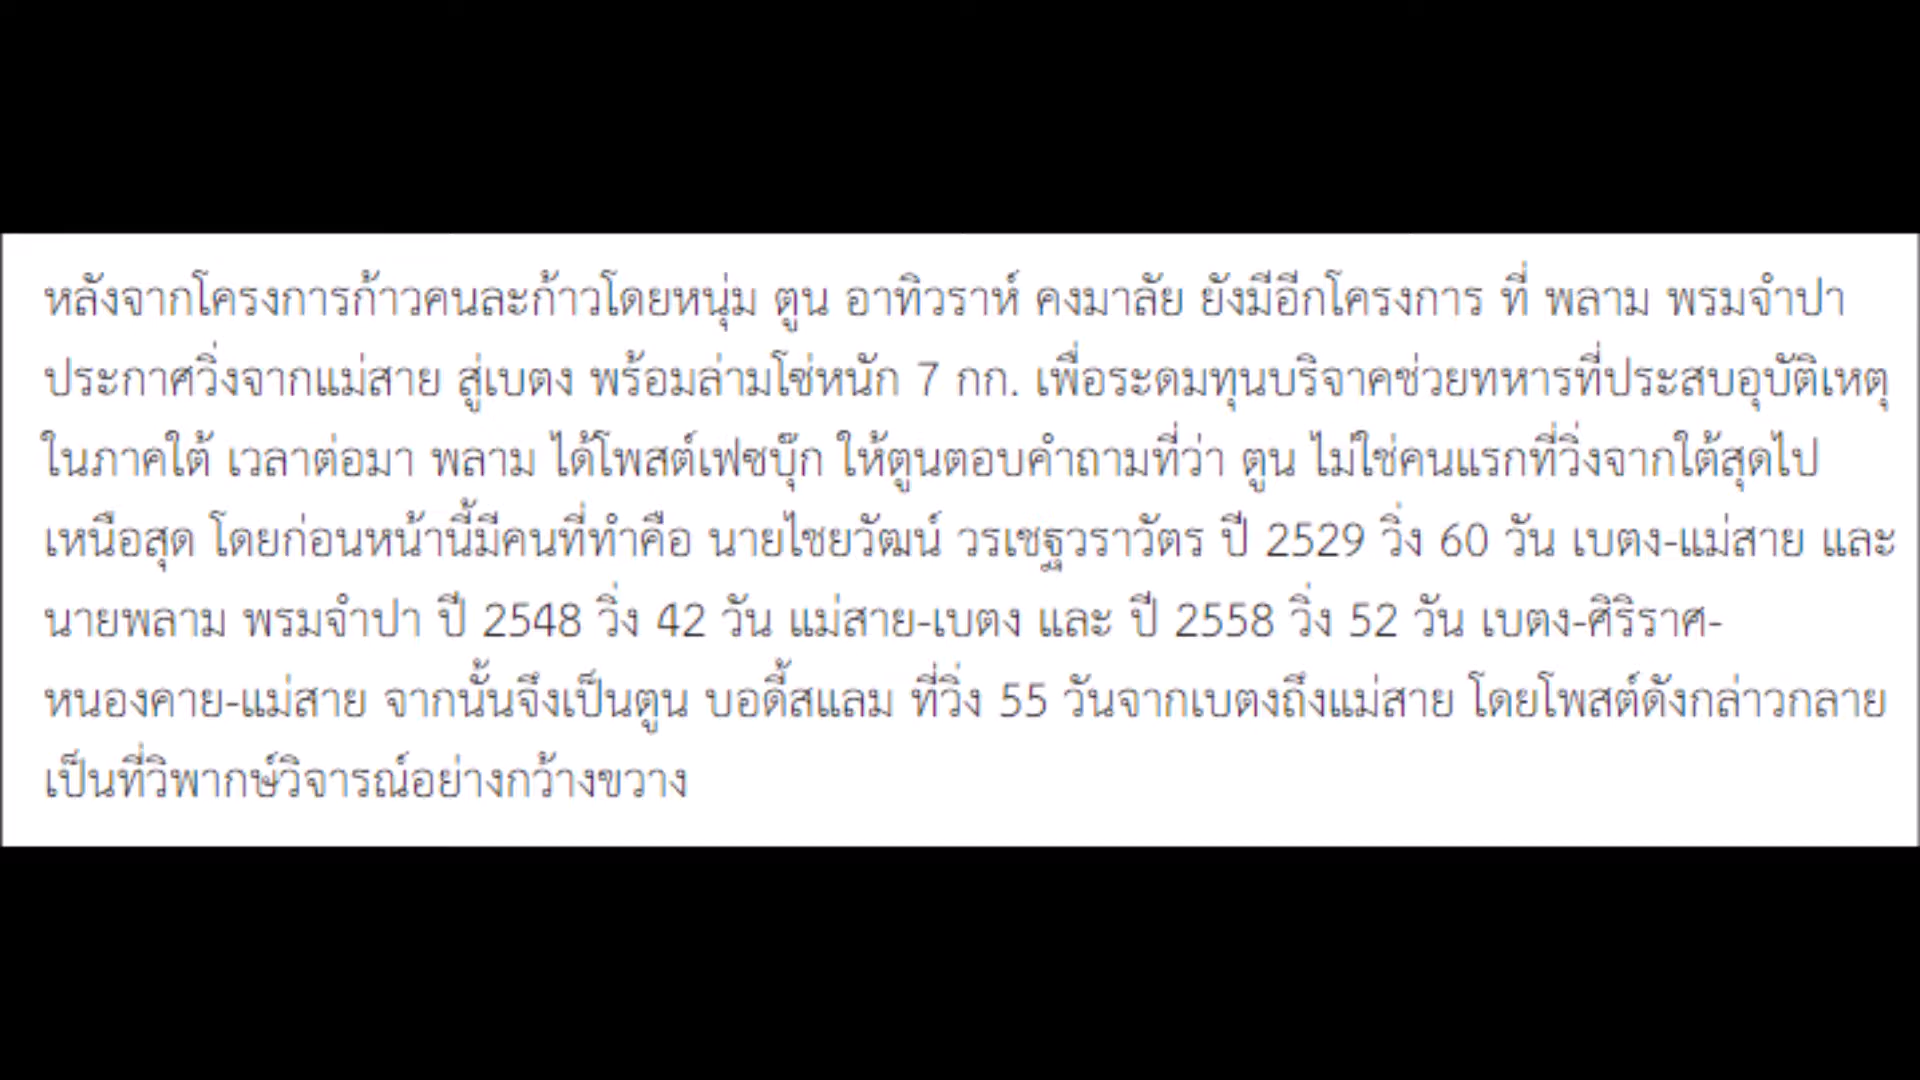 หลังจากโครงการก้าวคนละก้าวโดยหนุ่ม ตูน อาทิวราห์ คงมาลัย ยังมีอีกโครงการ ที่ พลาม พรมจำปา
ประกาศวิ่งจากแม่สาย สู่เบตง พร้อมล่ามโซ่หนัก 7 กก. เพื่อระดมทุนบริจาคช่วยทหารที่ประสบอุบัติเหตุ
ในภาคใต้ เวลาต่อมา พลาม ได้โพสต์เฟซบุ๊ก ให้ตูนตอบคำถามที่ว่า ตูน ไม่ใช่คนแรกที่วิ่งจากใต้สุดไป
เหนือสุด โดยก่อนหน้านี้มีคนที่ทำคือ นายไชยวัฒน์ วรเชฐวราวัตร ปี 2529 วิ่ง 60 วัน เบตง-แม่สาย และ
นายพลาม พรมจำปา ปี 2548 วิ่ง 42 วัน แม่สาย-เบตง และ ปี 2558 วิ่ง 52 วัน เบตง-ศิริราศ-
หนองคาย-แม่สาย จากนั้นจึงเป็นตูน บอดี้สแลม ที่วิ่ง 55 วันจากเบตงถึงแม่สาย โดยโพสต์ดังกล่าวกลาย
เป็นที่วิพากษ์วิจารณ์อย่างกว้างขวาง